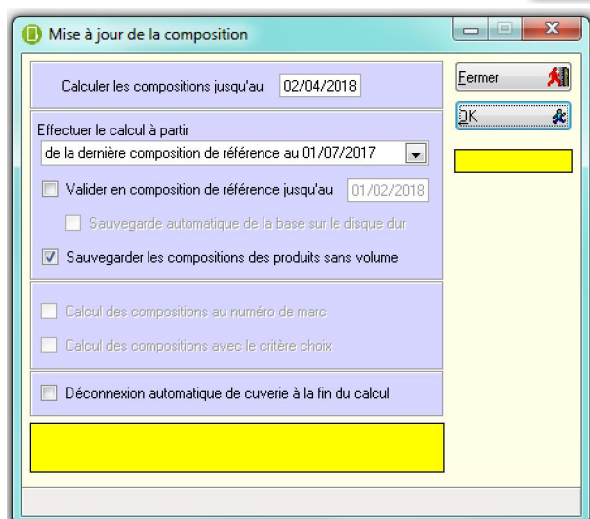 Mise à jour de la composition
Calculer les compositions jusqu'au 02/04/2018
Fermer
OK
Effectuer le calcul à partir
de la dernière composition de référence au 01/07/2017
Valider en composition de référence jusqu'au 01/02/2018
Sauvegarde automatique de la base sur le disque dur
Sauvegarder les compositions des produits sans volume
Calcul des compositions au numéro de marc
Calcul des compositions avec le critère choix
Déconnexion automatique de cuverie à la fin du calcul